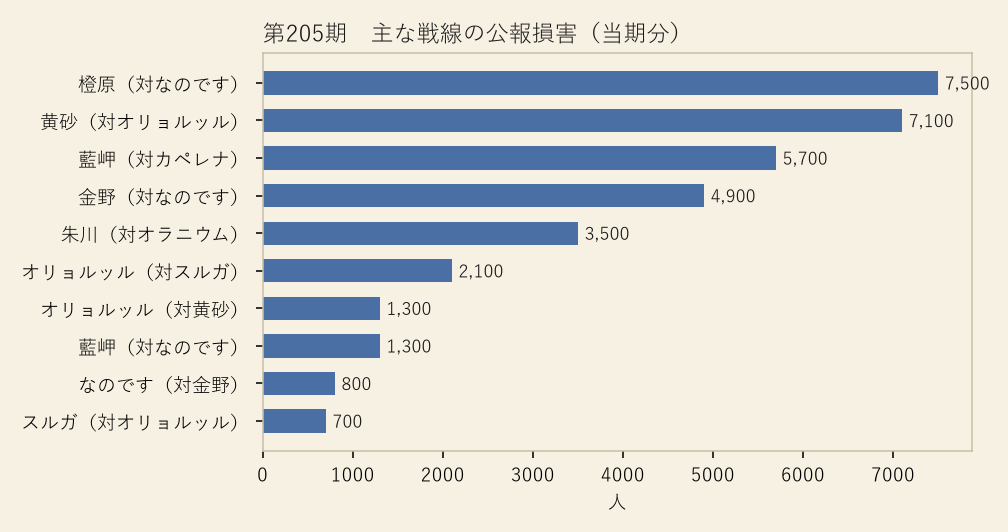 第205期　主な戦線の公報損害（当期分）
橙原（対なのです） 7,500
黄砂（対オリョルッル） 7,100
藍岬（対カペレナ） 5,700
金野（対なのです） 4,900
朱川（対オラニウム） 3,500
オリョルッル（対スルガ） 2,100
オリョルッル（対黄砂） 1,300
藍岬（対なのです） 1,300
なのです（対金野） 800
スルガ（対オリョルッル） 700
0 1000 2000 3000 4000 5000 6000 7000
人